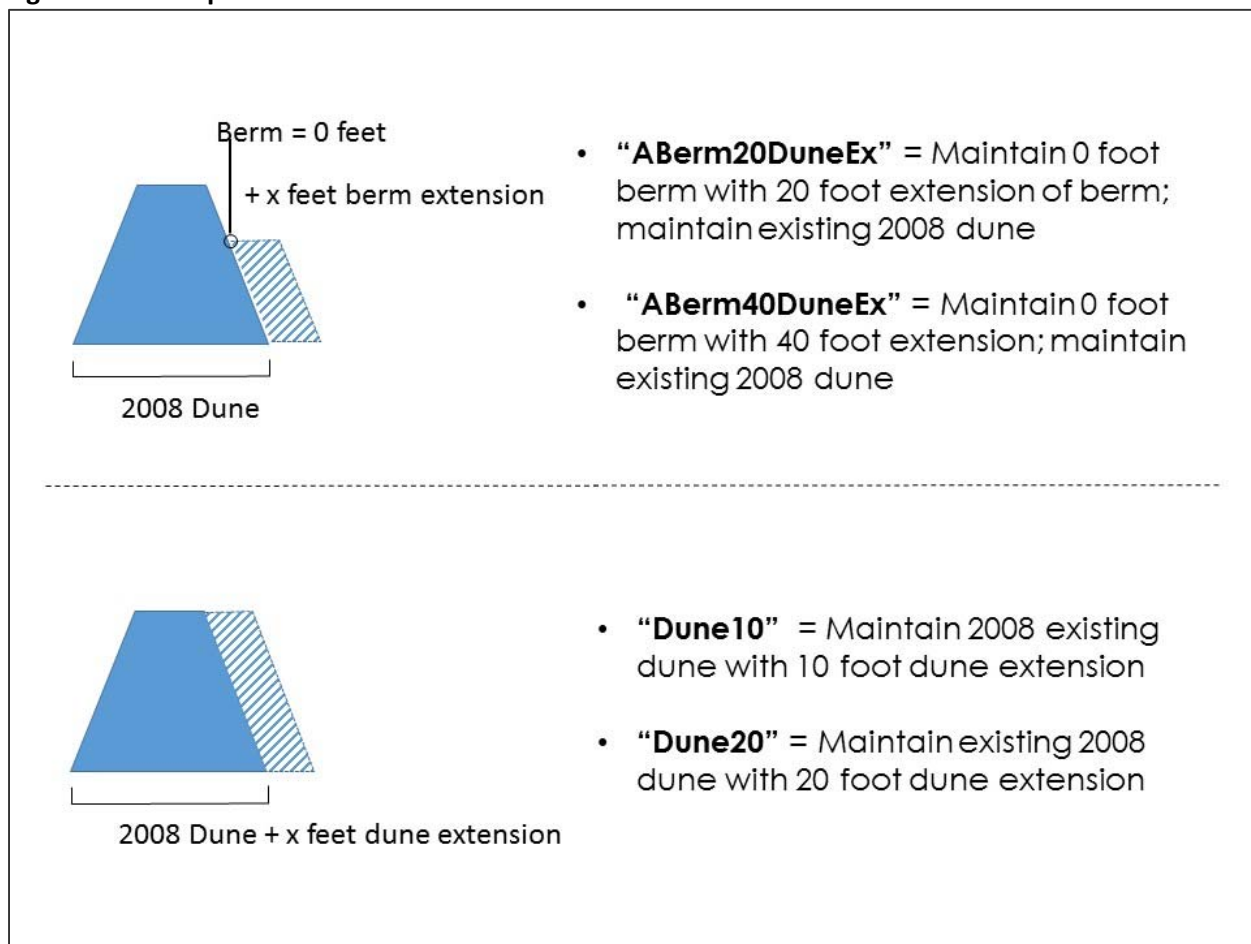 Berm = 0 feet
+ x feet berm extension
2008 Dune
• “ABerm20DuneEx” = Maintain 0 foot
berm with 20 foot extension of berm;
maintain existing 2008 dune
• “ABerm40DuneEx” = Maintain 0 foot
berm with 40 foot extension; maintain
existing 2008 dune
2008 Dune + x feet dune extension
• “Dune10” = Maintain 2008 existing
dune with 10 foot dune extension
• “Dune20” = Maintain existing 2008
dune with 20 foot dune extension